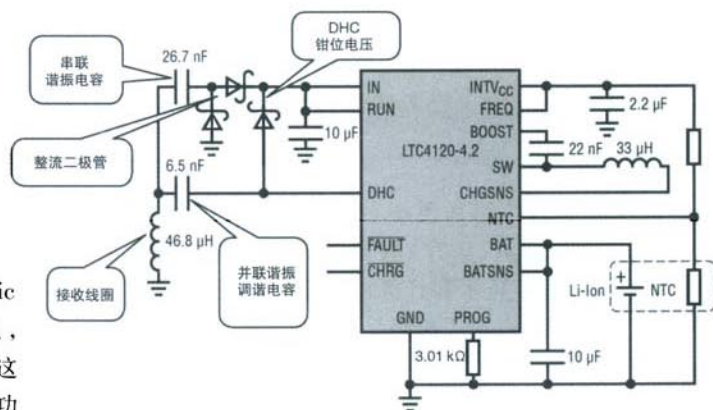 DHC
钳位电压
串联
谐振电容
26.7 nF
整流二极管
10 μF
6.5 nF
46.8 μH
接收线圈
并联谐振
调谐电容
IN
RUN
DHC
FAULT
CHRG
GND
PROG
LTC4120-4.2
INTVCC
FREQ
BOOST
SW
CHGSNS
NTC
BAT
BATSNS
2.2 μF
22 nF
33 μH
Li-Ion
+
NTC
3.01 kΩ
10 μF
ic
，
这
功